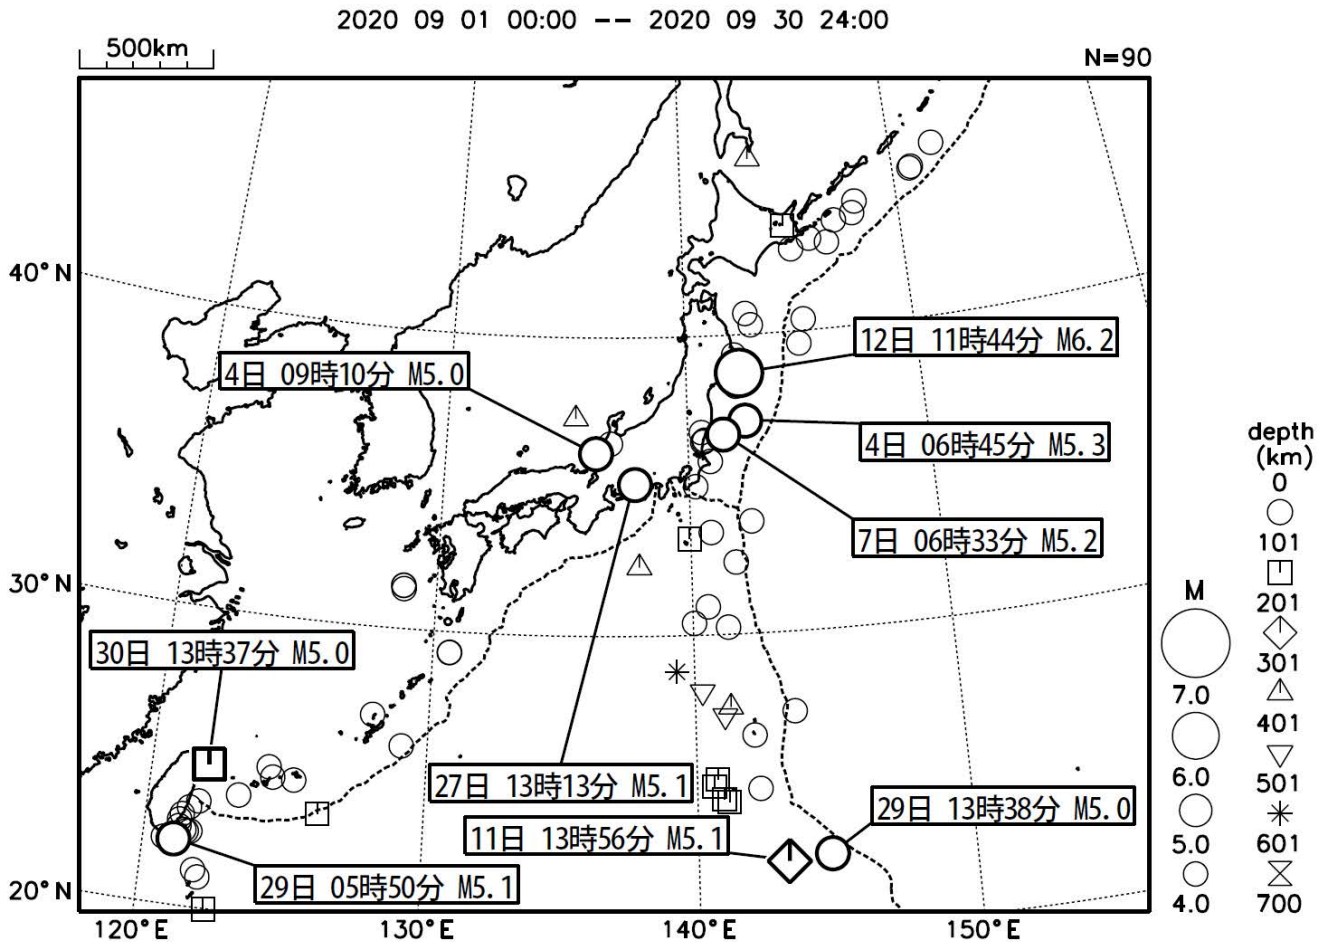 2020 09 01 00:00 -- 2020 09 30 24:00
500km
N=90
40°N
30°N
20°N
120°E
130°E
140°E
150°E
12日 11時44分 M6.2
4日 09時10分 M5.0
4日 06時45分 M5.3
7日 06時33分 M5.2
30日 13時37分 M5.0
27日 13時13分 M5.1
29日 13時38分 M5.0
11日 13時56分 M5.1
29日 05時50分 M5.1
M
7.0
6.0
5.0
4.0
depth
(km)
0
101
201
301
401
501
601
700